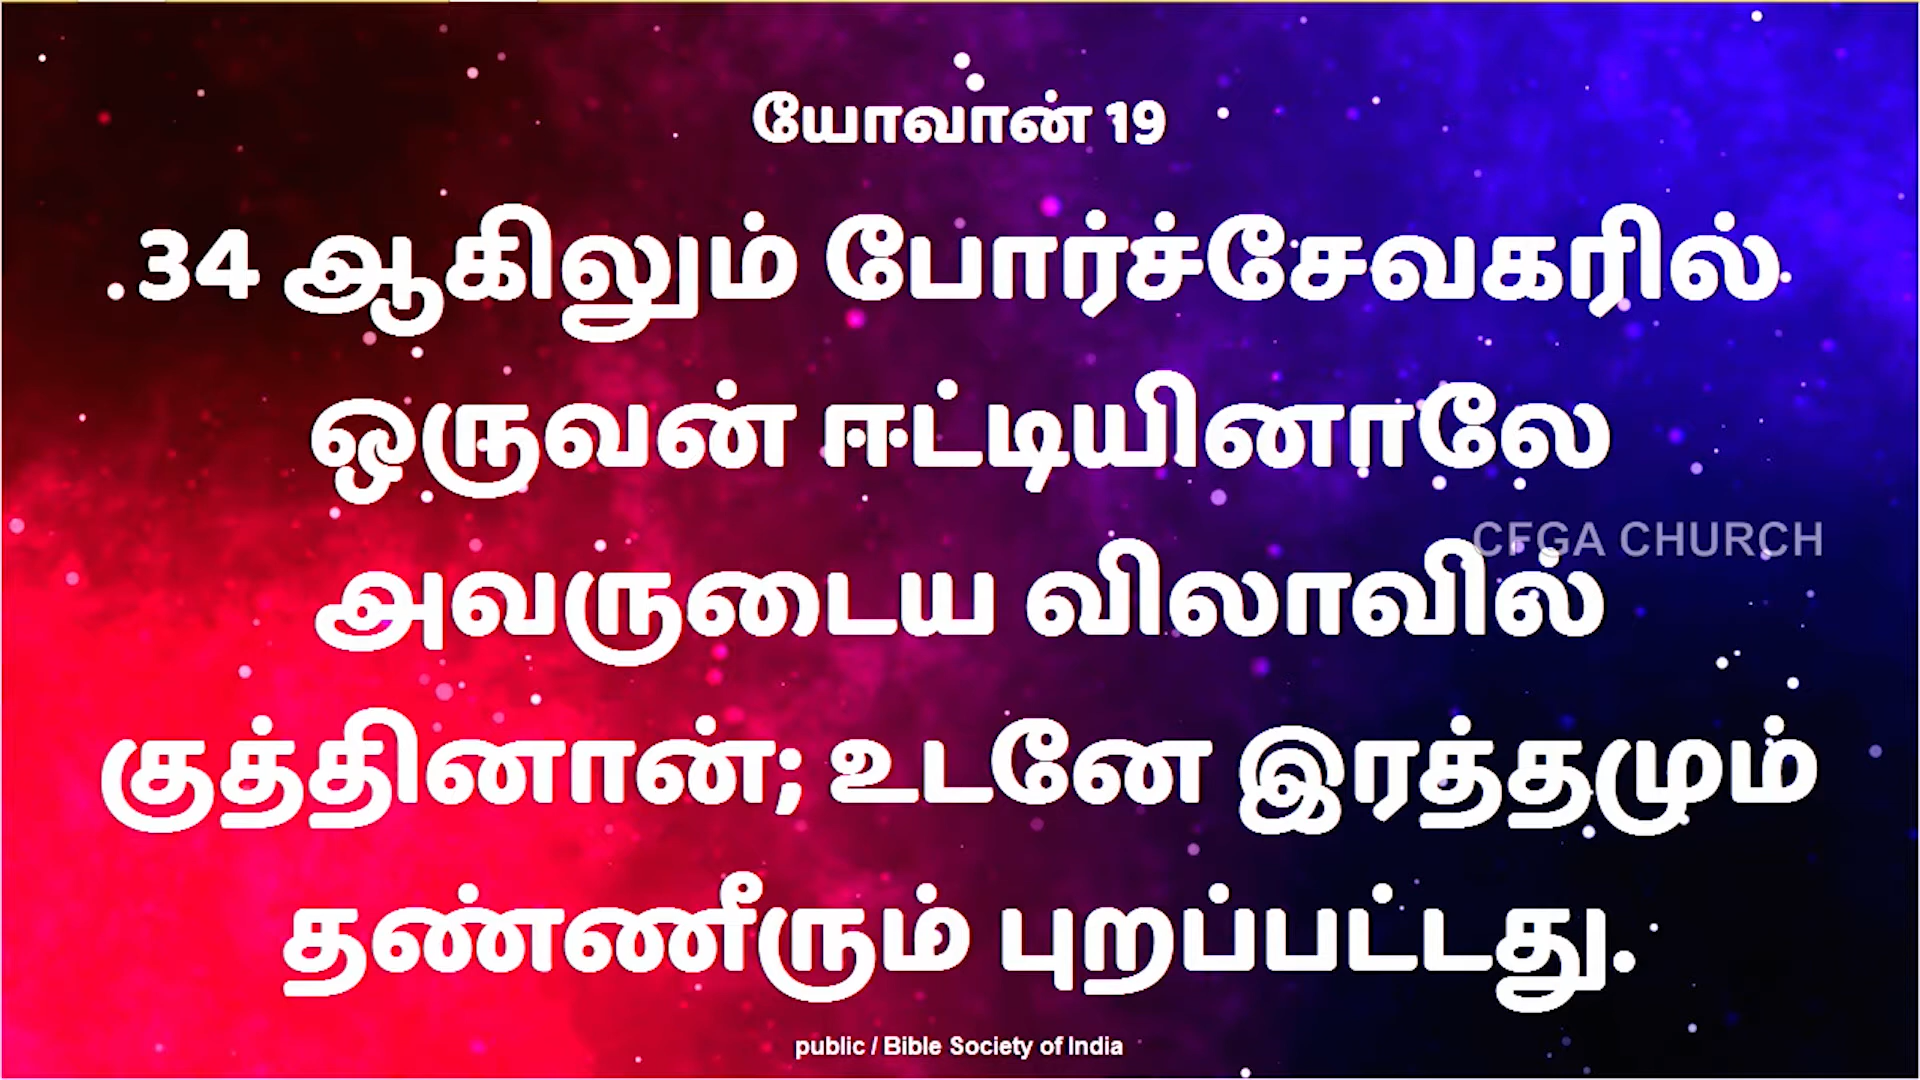 யோவான் 19
34 ஆகிலும் போர்ச்சேவகரில்
ஒருவன் ஈட்டியினாலே
CFGA CHURCH
அவருடைய விலாவில்
குத்தினான்; உடனே இரத்தமும்
தண்ணீரும் புறப்பட்டது.
public / Bible Society of India